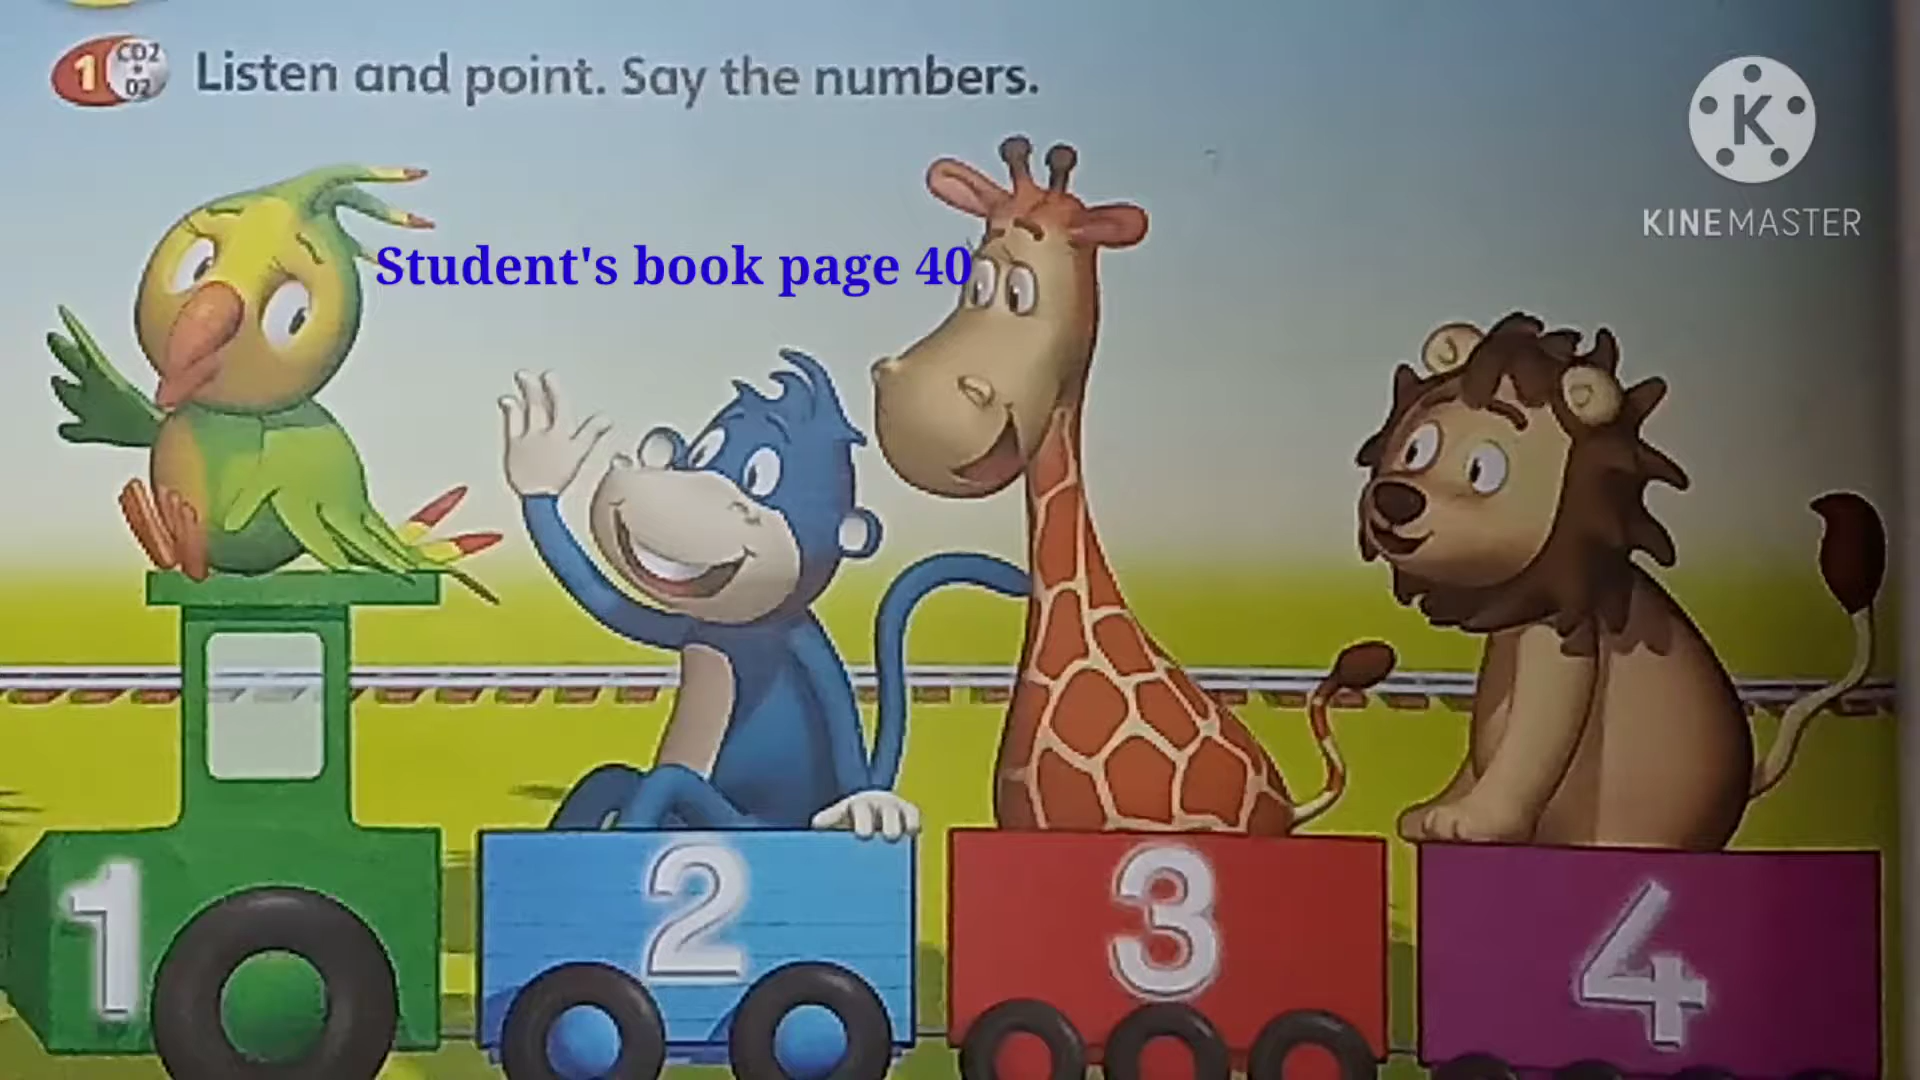 1 CD2 02 Listen and point. Say the numbers.
K
KINEMASTER
Student's book page 40
1 2 3 4